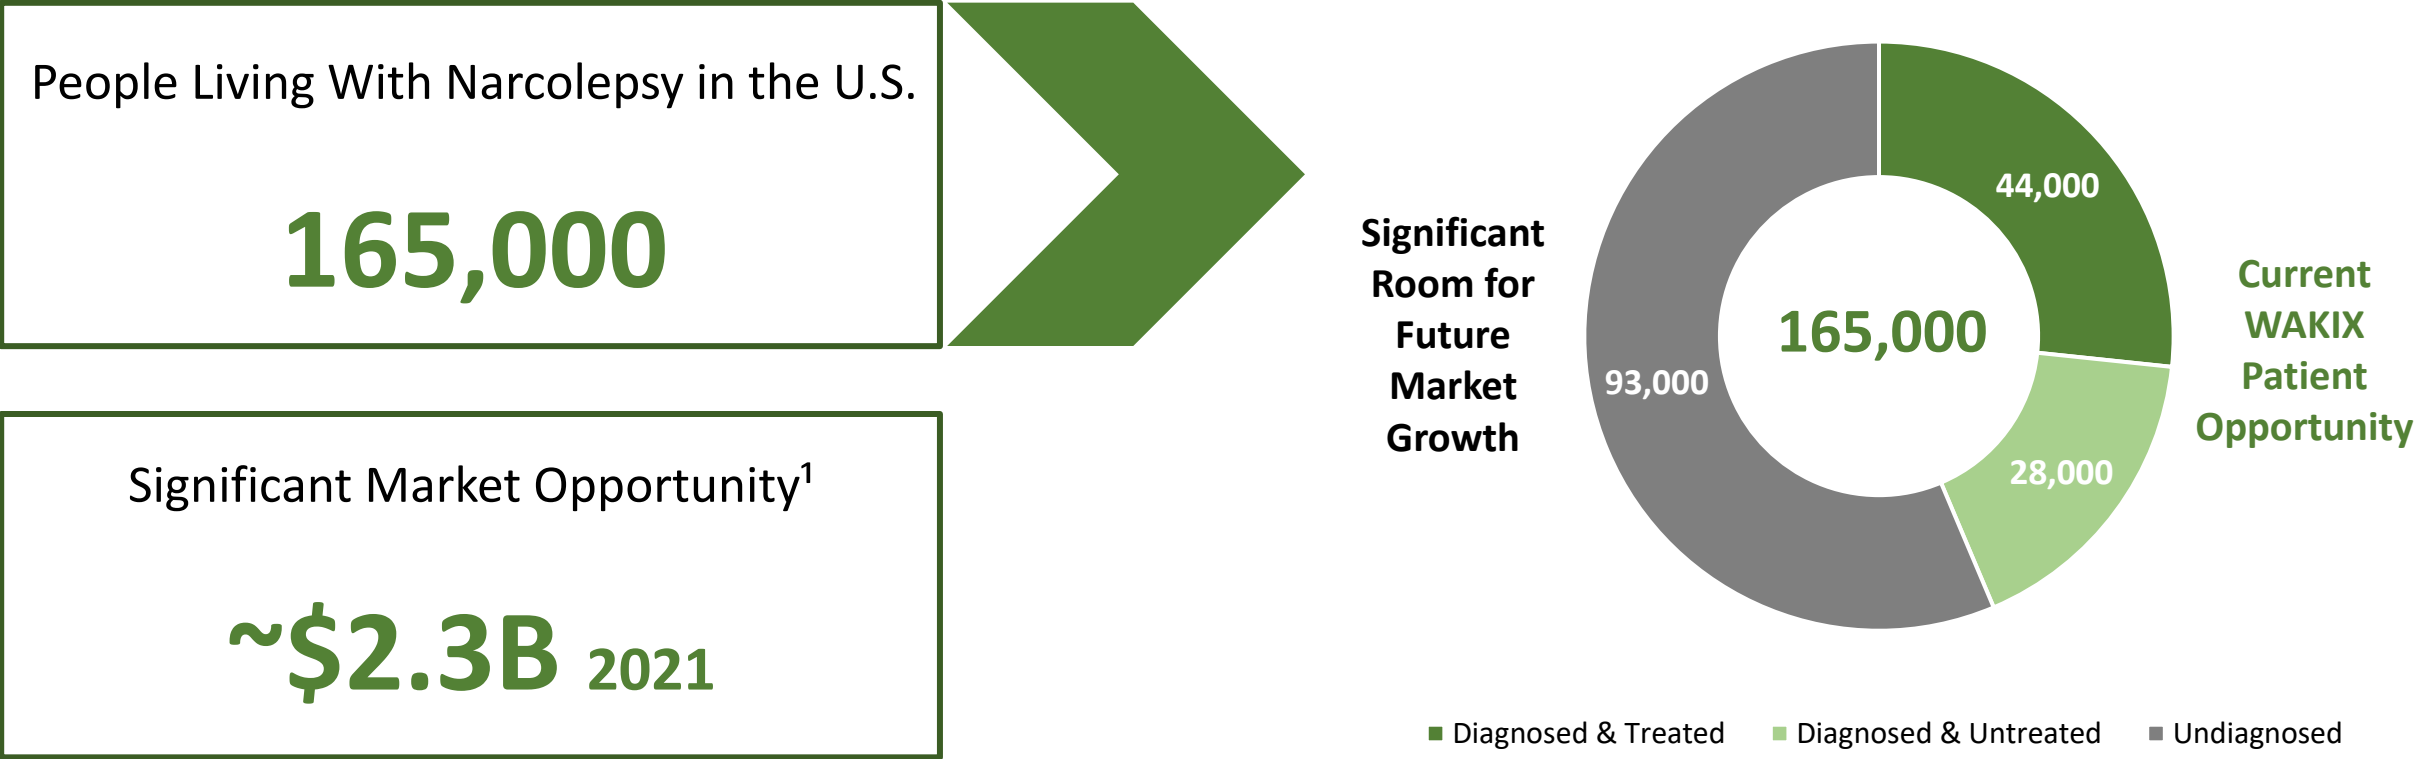 People Living With Narcolepsy in the U.S.
165,000
Significant Market Opportunity¹
~$2.3B 2021
Significant
Room for
Future
Market
Growth
44,000
165,000
93,000
28,000
Current
WAKIX
Patient
Opportunity
Diagnosed & Treated
Diagnosed & Untreated
Undiagnosed